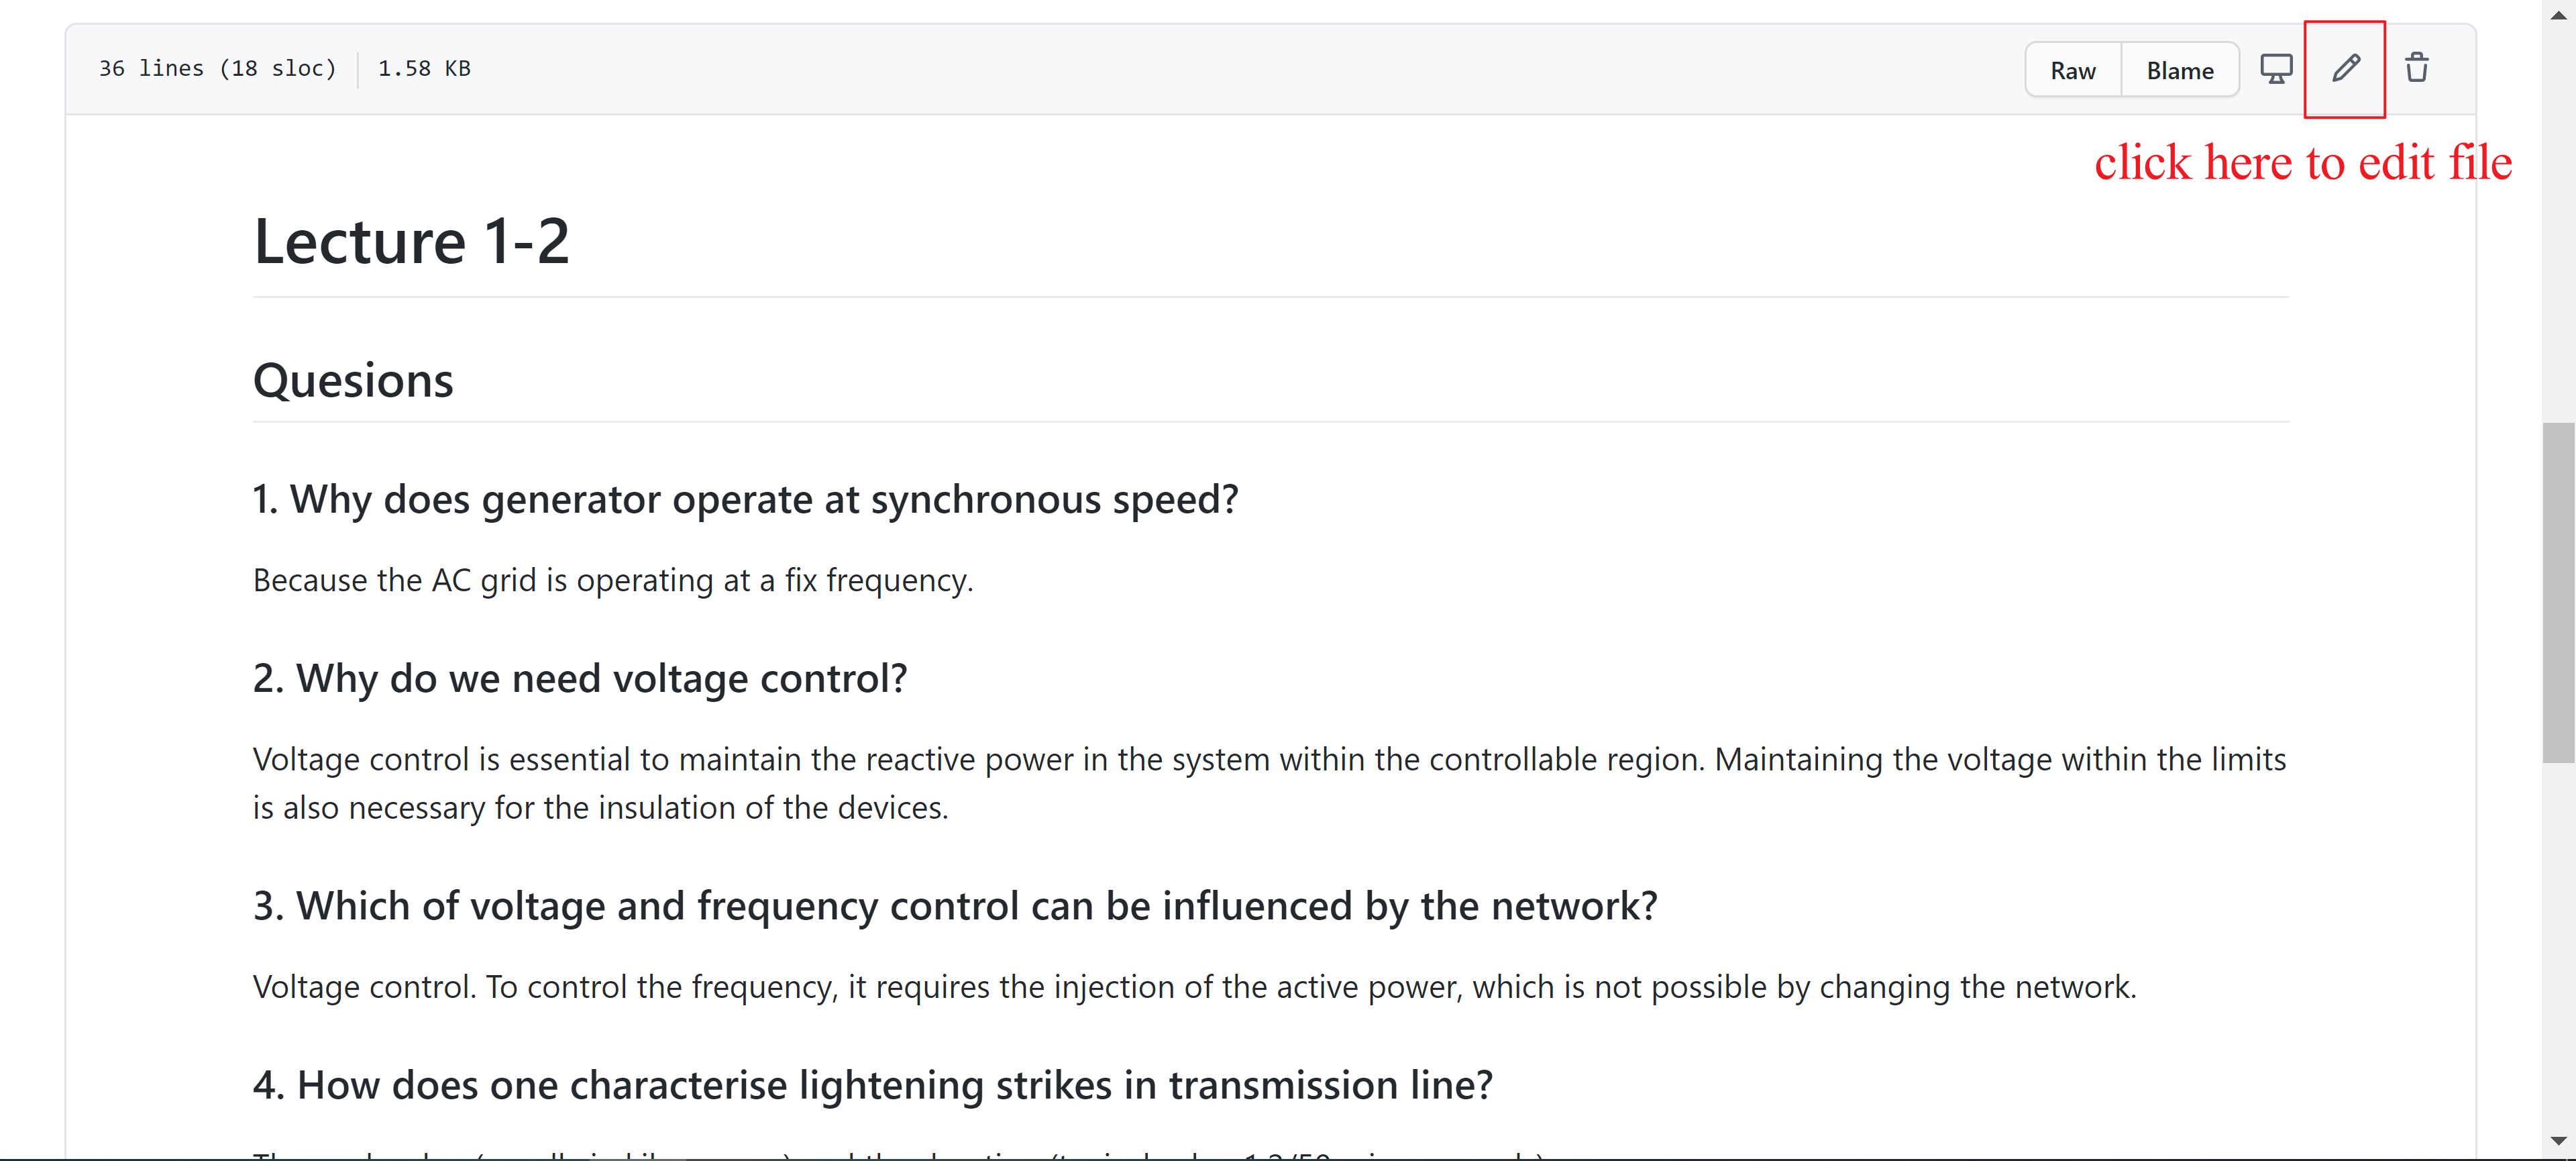 36 lines (18 sloc) 1.58 KB
Raw Blame
click here to edit file
Lecture 1-2
Quesions
1. Why does generator operate at synchronous speed?
Because the AC grid is operating at a fix frequency.
2. Why do we need voltage control?
Voltage control is essential to maintain the reactive power in the system within the controllable region. Maintaining the voltage within the limits
is also necessary for the insulation of the devices.
3. Which of voltage and frequency control can be influenced by the network?
Voltage control. To control the frequency, it requires the injection of the active power, which is not possible by changing the network.
4. How does one characterise lightening strikes in transmission line?